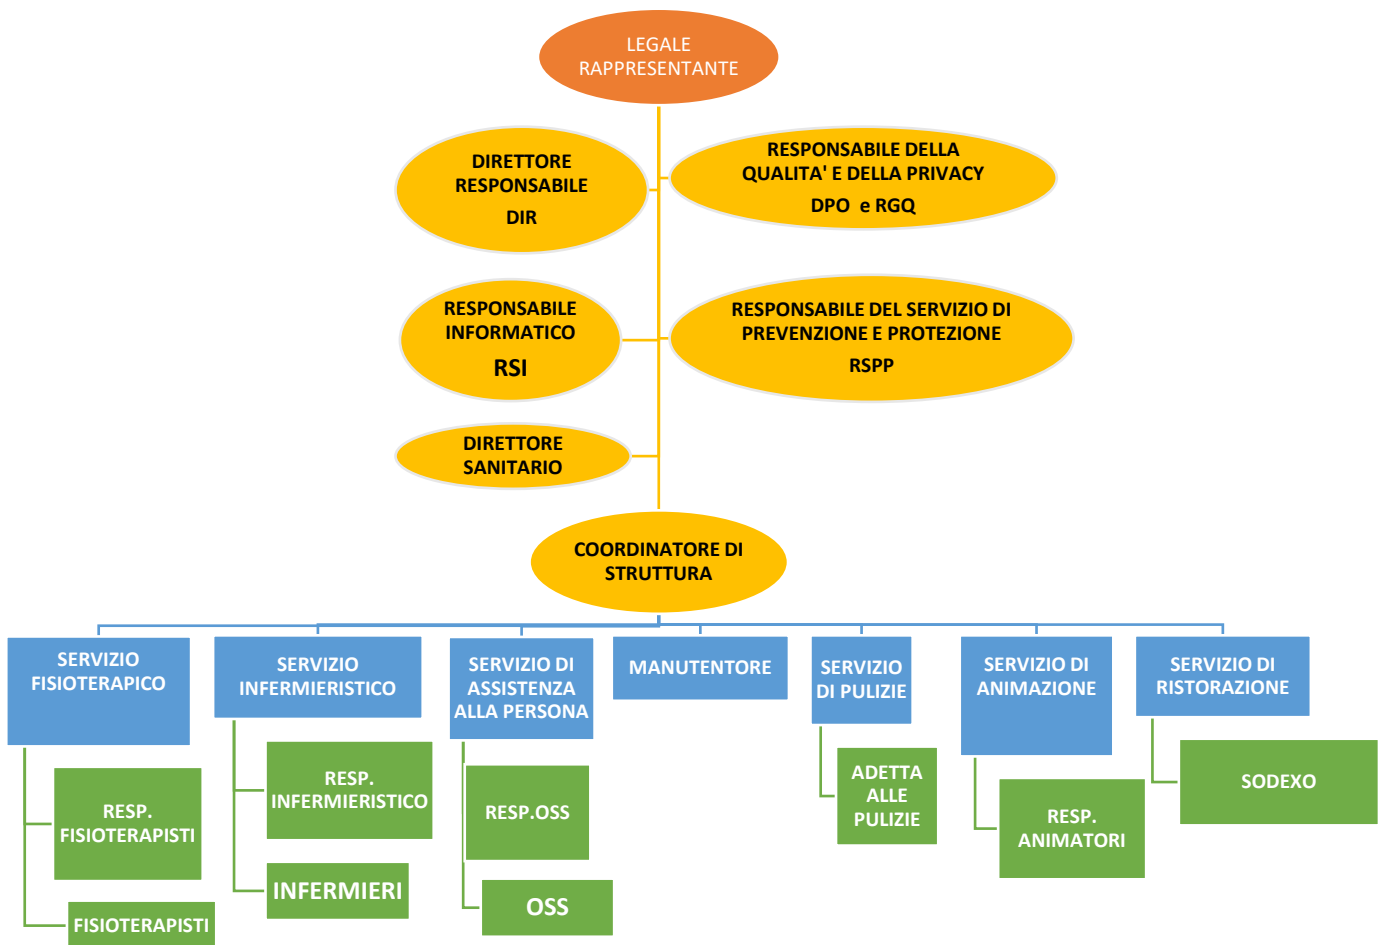 LEGALE
RAPPRESENTANTE
DIRETTORE
RESPONSABILE
DIR
RESPONSABILE DELLA
QUALITA' E DELLA PRIVACY
DPO e RGQ
RESPONSABILE
INFORMATICO
RSI
RESPONSABILE DEL SERVIZIO DI
PREVENZIONE E PROTEZIONE
RSPP
DIRETTORE
SANITARIO
COORDINATORE DI
STRUTTURA
SERVIZIO
FISIOTERAPICO
SERVIZIO
INFERMIERISTICO
SERVIZIO DI
ASSISTENZA
ALLA PERSONA
MANUTENTORE
SERVIZIO
DI PULIZIE
SERVIZIO DI
ANIMAZIONE
SERVIZIO DI
RISTORAZIONE
RESP.
FISIOTERAPISTI
FISIOTERAPISTI
RESP.
INFERMIERISTICO
INFERMIERI
RESP.OSS
OSS
ADETTA
ALLE
PULIZIE
RESP.
ANIMATORI
SODEXO